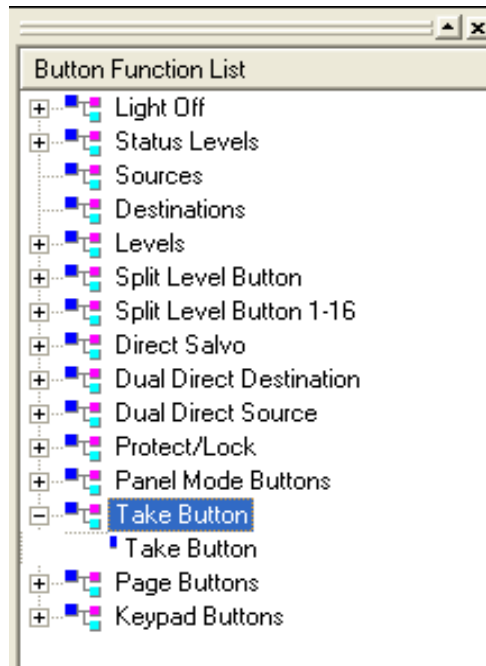 Button Function List
Light Off
Status Levels
Sources
Destinations
Levels
Split Level Button
Split Level Button 1-16
Direct Salvo
Dual Direct Destination
Dual Direct Source
Protect/Lock
Panel Mode Buttons
Take Button
Take Button
Page Buttons
Keypad Buttons